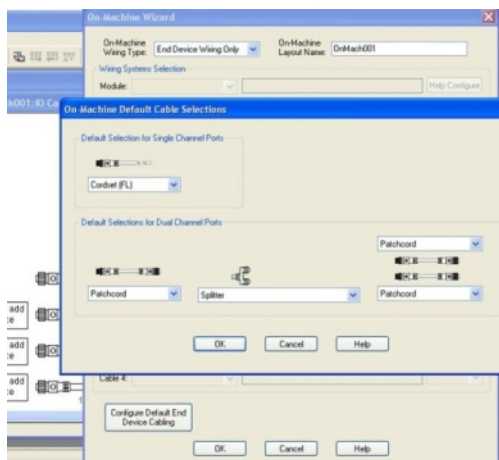 On-Machine Wizard
On-Machine Wiring Type:
End Device Wiring Only
On-Machine Layout Name:
OnMach001
Wiring Systems Selection
Module:
Help Configure
On-Machine Default Cable Selections
Default Selection for Single Channel Ports
Cordset (FL)
Default Selections for Dual Channel Ports
Patchcord
Patchcord
Splitter
Patchcord
OK
Cancel
Help
add
add
add
Cable 4:
Configure Default End
Device Cabling
OK
Cancel
Help